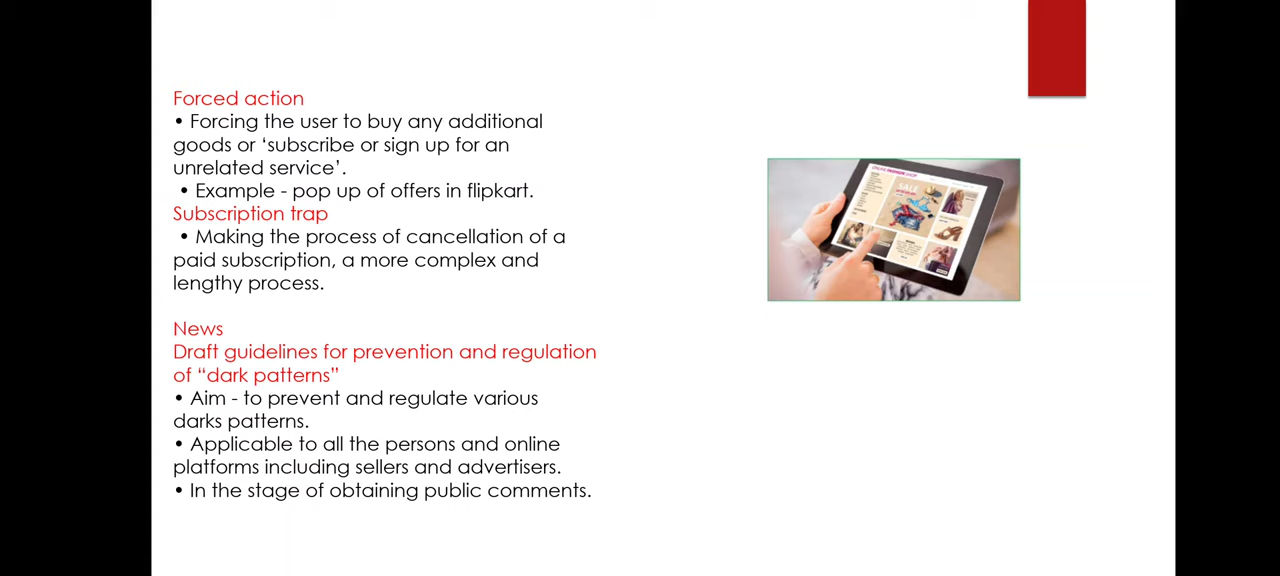 Forced action
• Forcing the user to buy any additional
goods or ‘subscribe or sign up for an
unrelated service’.
• Example - pop up of offers in flipkart.
Subscription trap
• Making the process of cancellation of a
paid subscription, a more complex and
lengthy process.
News
Draft guidelines for prevention and regulation
of “dark patterns”
• Aim - to prevent and regulate various
darks patterns.
• Applicable to all the persons and online
platforms including sellers and advertisers.
• In the stage of obtaining public comments.
ONLINE FASHION SHOP
SALE